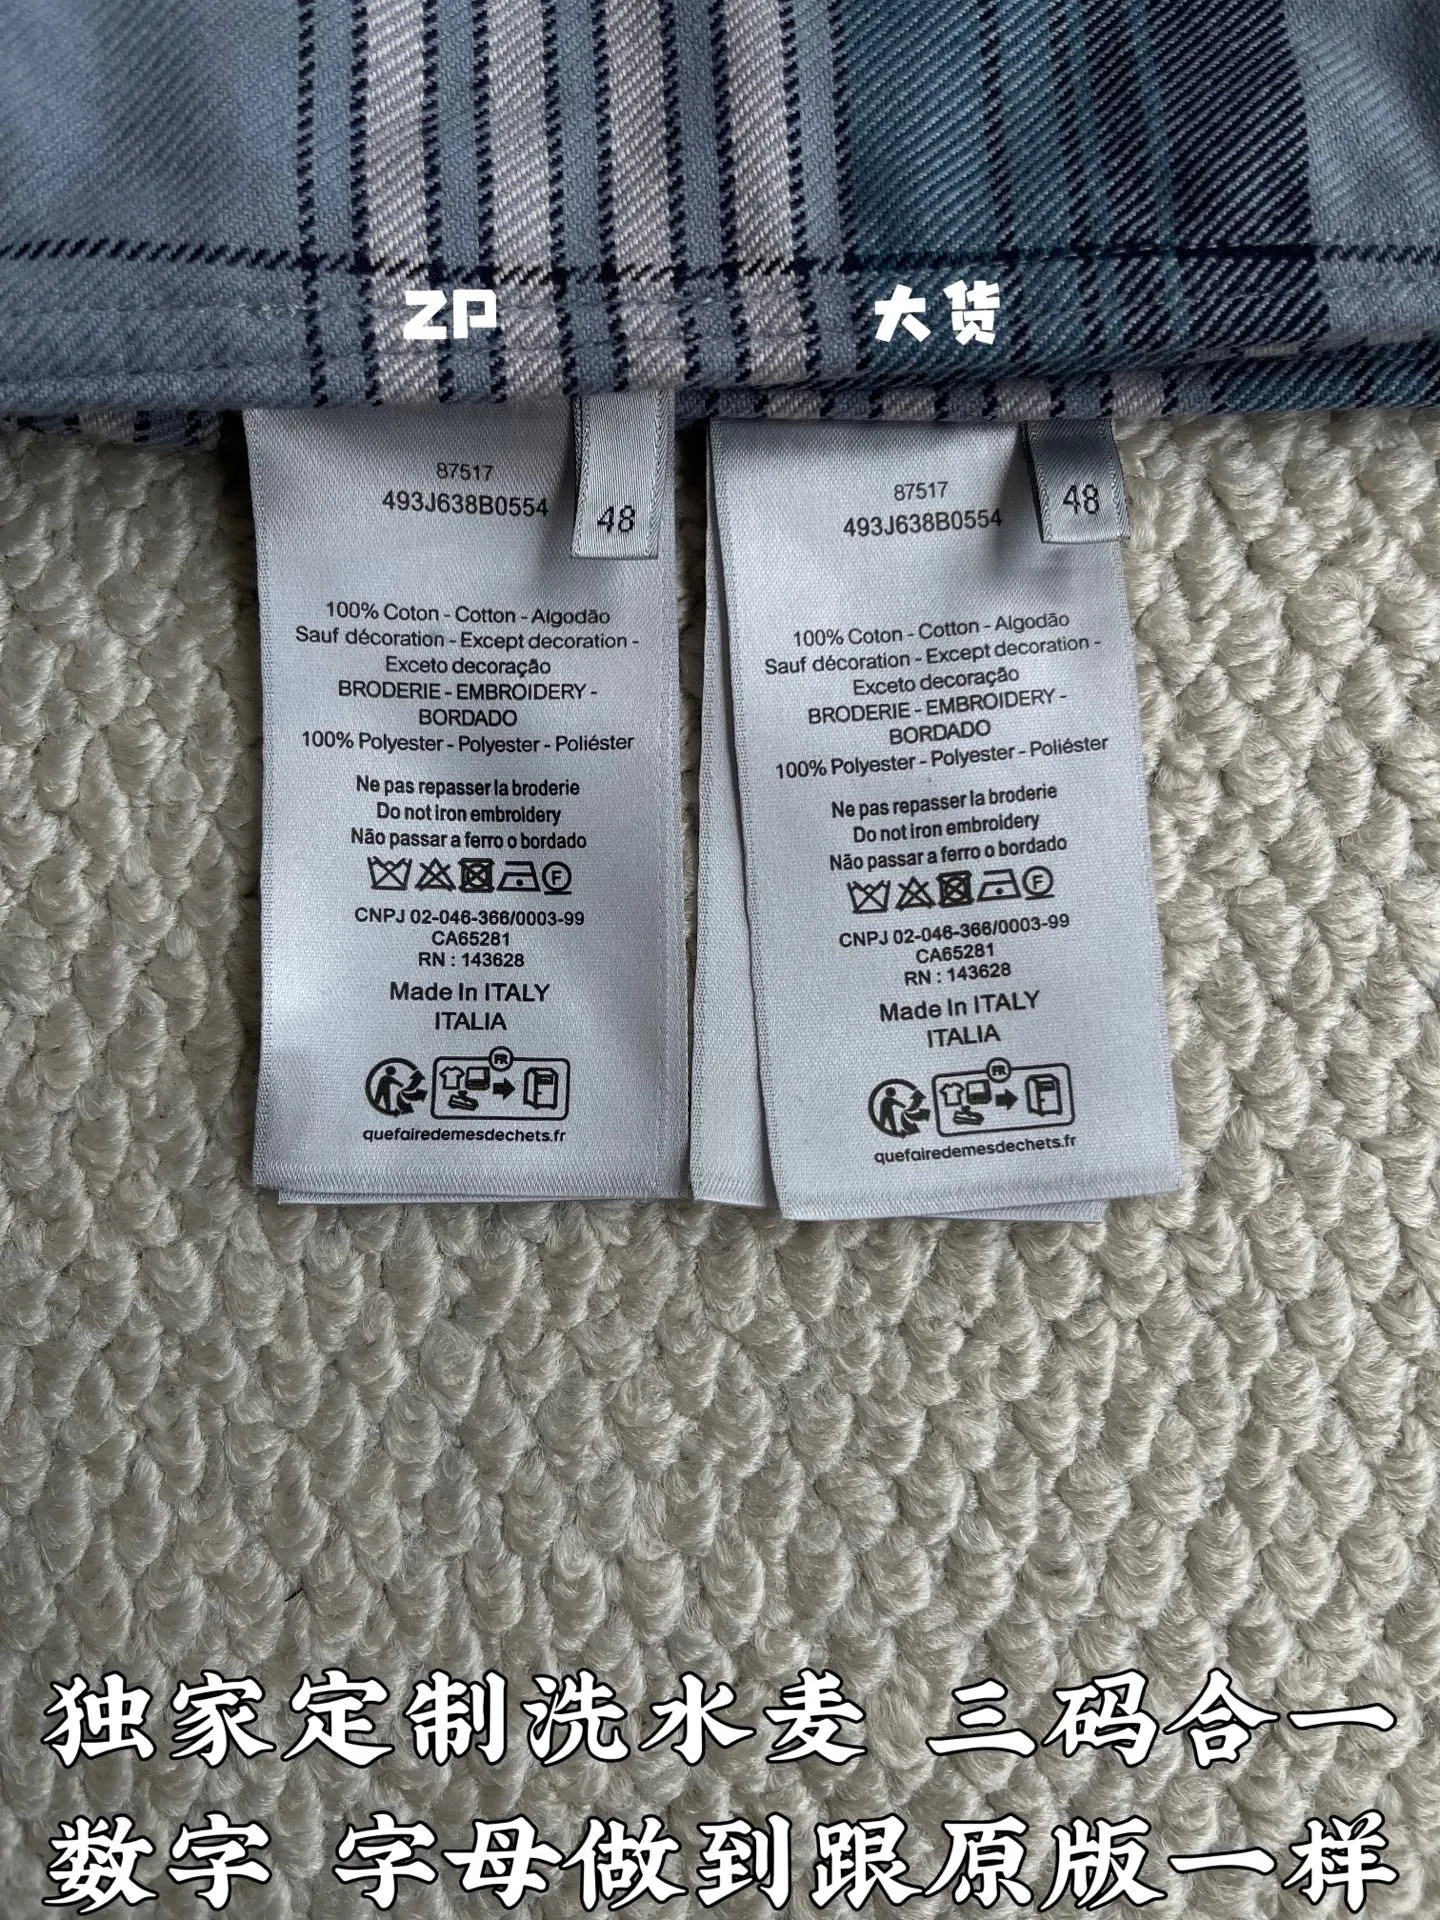 ZP
大货
87517
493J638B0554
48
100% Coton - Cotton - Algodão
Sauf décoration - Except decoration -
Exceto decoração
BRODERIE - EMBROIDERY -
BORDADO
100% Polyester - Polyester - Poliéster
Ne pas repasser la broderie
Do not iron embroidery
Não passar a ferro o bordado
F
CNPJ 02-046-366/0003-99
CA65281
RN : 143628
Made In ITALY
ITALIA
FR
quefairedemesdechets.fr
87517
493J638B0554
48
100% Coton - Cotton - Algodão
Sauf décoration - Except decoration -
Exceto decoração
BRODERIE - EMBROIDERY -
BORDADO
100% Polyester - Polyester - Poliéster
Ne pas repasser la broderie
Do not iron embroidery
Não passar a ferro o bordado
F
CNPJ 02-046-366/0003-99
CA65281
RN : 143628
Made In ITALY
ITALIA
FR
quefairedemesdechets.fr
独家定制洗水麦 三码合一
数字 字母做到跟原版一样